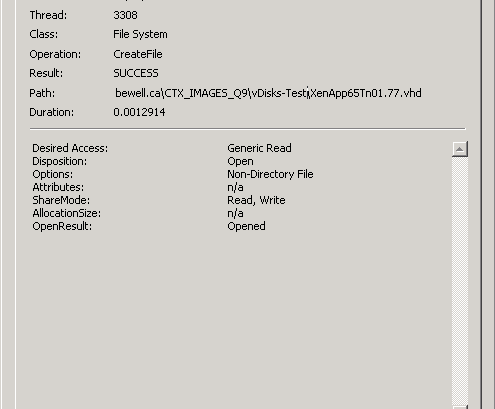 Thread: 3308
Class: File System
Operation: CreateFile
Result: SUCCESS
Path: bewell.ca\CTX_IMAGES_Q9\vDisks-Test\XenApp65Tn01.77.vhd
Duration: 0.0012914
Desired Access: Generic Read
Disposition: Open
Options: Non-Directory File
Attributes: n/a
ShareMode: Read, Write
AllocationSize: n/a
OpenResult: Opened